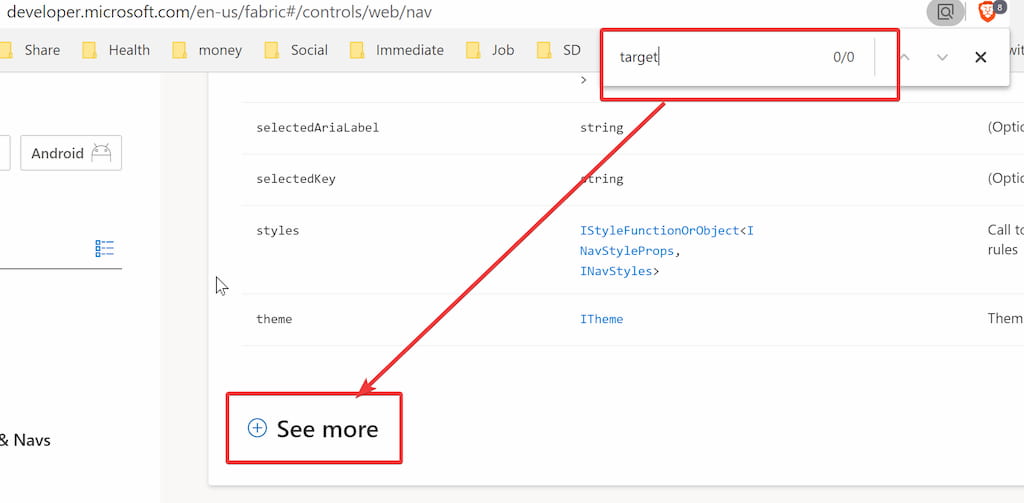 developer.microsoft.com/en-us/fabric#/controls/web/nav
8
Share Health money Social Immediate Job SD
target 0/0
>
selectedAriaLabel string (Optic
Android
selectedKey string (Optic
styles IStyleFunctionOrObject<I Call to
NavStyleProps, rules
INavStyles>
theme ITheme Them
See more
& Navs